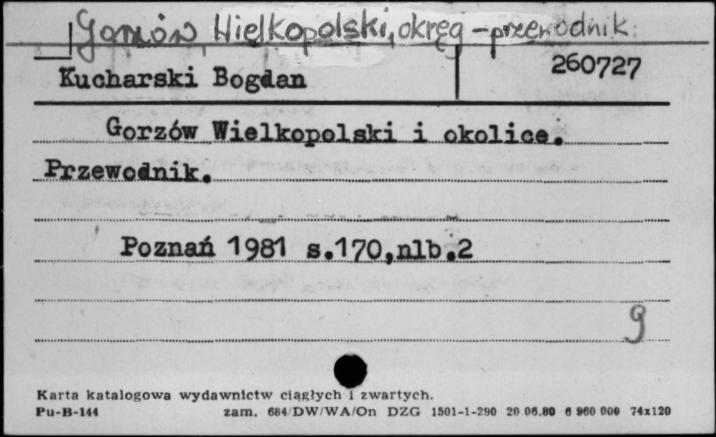 Gorzów Wielkopolski, okręg - przewodnik
260727
Kucharski Bogdan
Gorzów Wielkopolski i okolice.
Przewodnik.
Poznań 1981 s.170,nlb.2
9
Karta katalogowa wydawnictw ciągłych i zwartych.
Pu-B-144 zam. 684/DW/WA/On DZG 1501-1-290 20 06.80 6 960 000 74x120